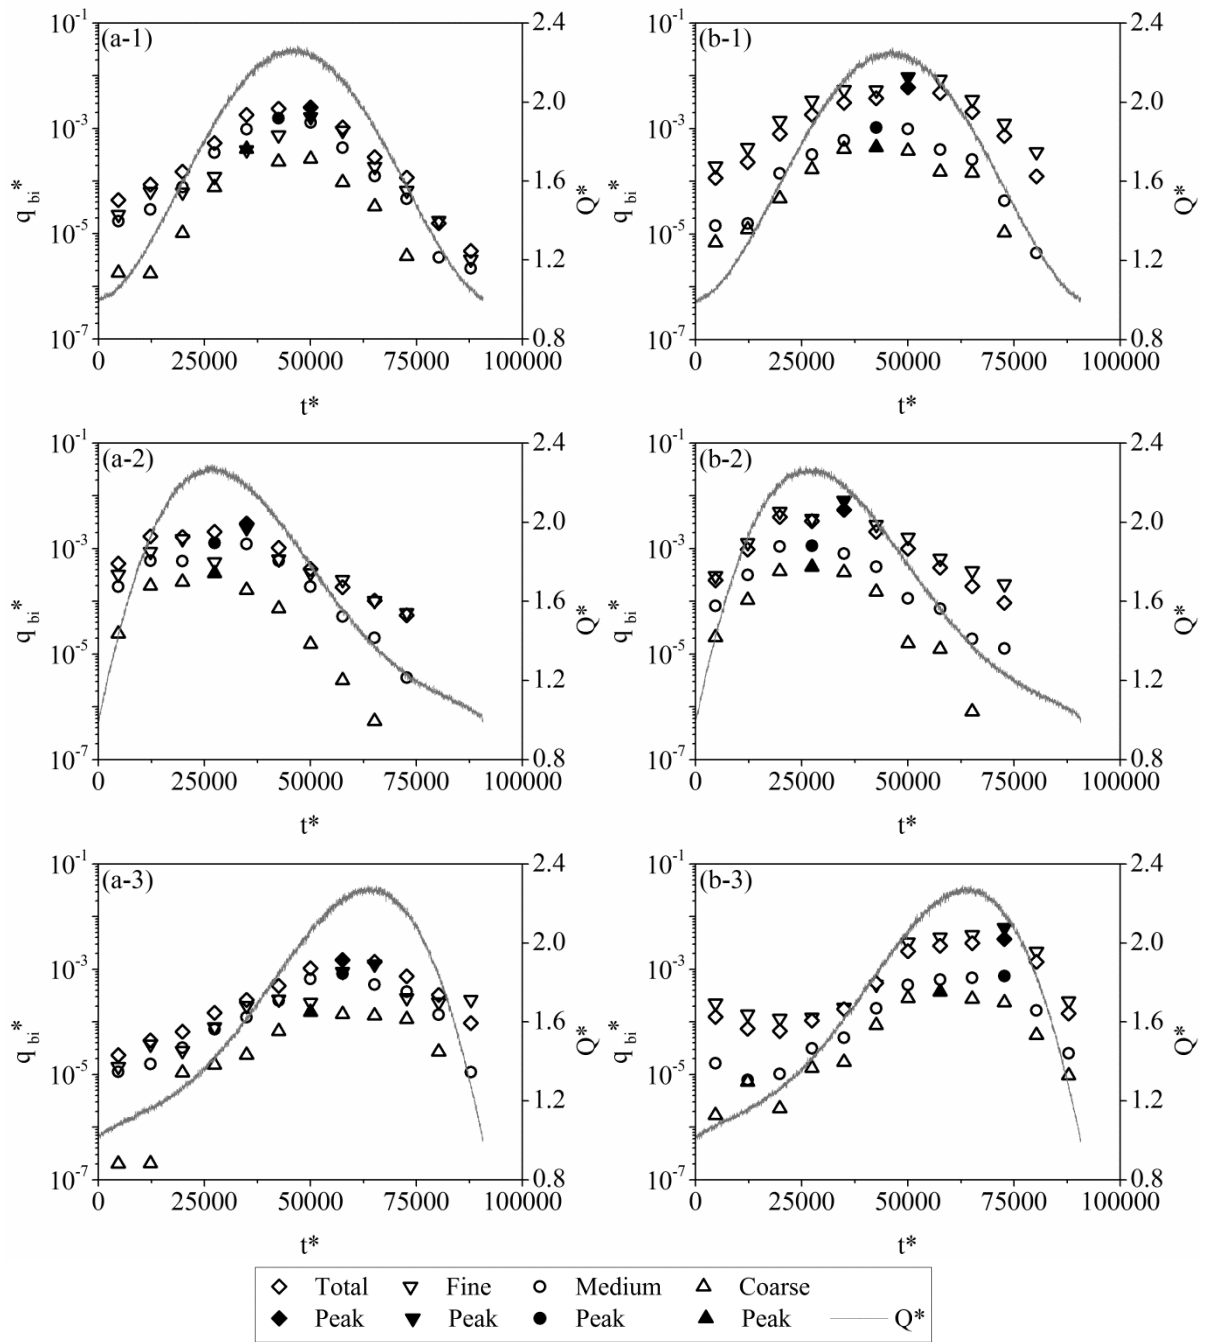 (a-1)
10⁻¹
10⁻³
10⁻⁵
10⁻⁷
q bi*
2.4
2.0
1.6
1.2
0.8
Q*
0 25000 50000 75000 100000
t*
(b-1)
10⁻¹
10⁻³
10⁻⁵
10⁻⁷
q bi*
2.4
2.0
1.6
1.2
0.8
Q*
0 25000 50000 75000 100000
t*
(a-2)
10⁻¹
10⁻³
10⁻⁵
10⁻⁷
q bi*
2.4
2.0
1.6
1.2
0.8
Q*
0 25000 50000 75000 100000
t*
(b-2)
10⁻¹
10⁻³
10⁻⁵
10⁻⁷
q bi*
2.4
2.0
1.6
1.2
0.8
Q*
0 25000 50000 75000 100000
t*
(a-3)
10⁻¹
10⁻³
10⁻⁵
10⁻⁷
q bi*
2.4
2.0
1.6
1.2
0.8
Q*
0 25000 50000 75000 100000
t*
(b-3)
10⁻¹
10⁻³
10⁻⁵
10⁻⁷
q bi*
2.4
2.0
1.6
1.2
0.8
Q*
0 25000 50000 75000 100000
t*
Total Fine Medium Coarse
Peak Peak Peak Peak Q*